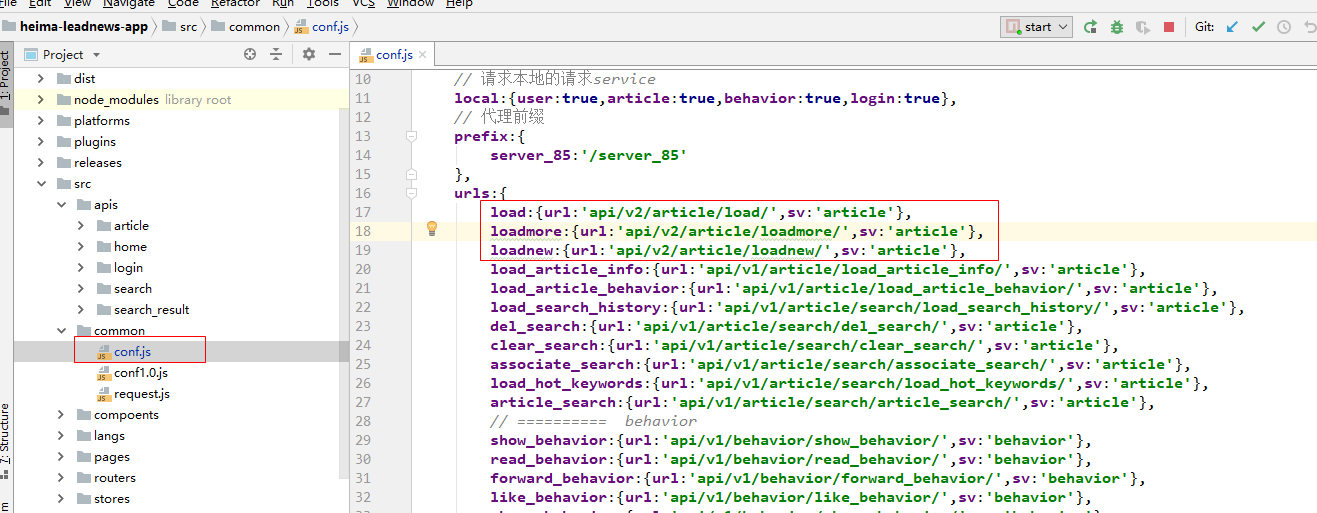 File Edit View Navigate Code Refactor Run Tools VCS Window Help
heima-leadnews-app src common conf.js start Git:
1: Project
Project
conf.js
dist
node_modules library root
platforms
plugins
releases
src
apis
article
home
login
search
search_result
common
conf.js
conf1.0.js
request.js
compoents
langs
pages
routers
stores
7: Structure
10 // 请求本地的请求service
11 local:{user:true,article:true,behavior:true,login:true},
12 // 代理前缀
13 prefix:{
14 server_85:'/server_85'
15 },
16 urls:{
17 load:{url:'api/v2/article/load/',sv:'article'},
18 loadmore:{url:'api/v2/article/loadmore/',sv:'article'},
19 loadnew:{url:'api/v2/article/loadnew/',sv:'article'},
20 load_article_info:{url:'api/v1/article/load_article_info/',sv:'article'},
21 load_article_behavior:{url:'api/v1/article/load_article_behavior/',sv:'article'},
22 load_search_history:{url:'api/v1/article/search/load_search_history/',sv:'article'},
23 del_search:{url:'api/v1/article/search/del_search/',sv:'article'},
24 clear_search:{url:'api/v1/article/search/clear_search/',sv:'article'},
25 associate_search:{url:'api/v1/article/search/associate_search/',sv:'article'},
26 load_hot_keywords:{url:'api/v1/article/search/load_hot_keywords/',sv:'article'},
27 article_search:{url:'api/v1/article/search/article_search/',sv:'article'},
28 // ========== behavior
29 show_behavior:{url:'api/v1/behavior/show_behavior/',sv:'behavior'},
30 read_behavior:{url:'api/v1/behavior/read_behavior/',sv:'behavior'},
31 forward_behavior:{url:'api/v1/behavior/forward_behavior/',sv:'behavior'},
32 like_behavior:{url:'api/v1/behavior/like_behavior/',sv:'behavior'},